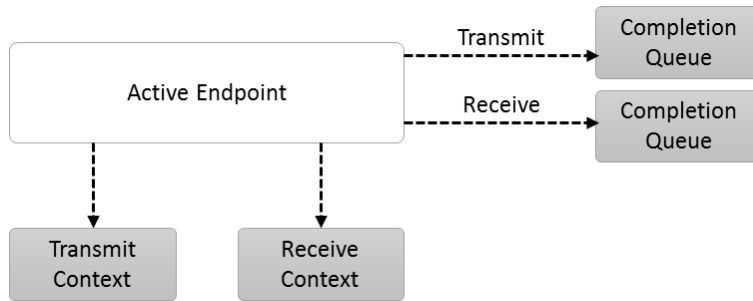 Transmit
Completion
Queue
Active Endpoint
Receive
Completion
Queue
Transmit
Context
Receive
Context